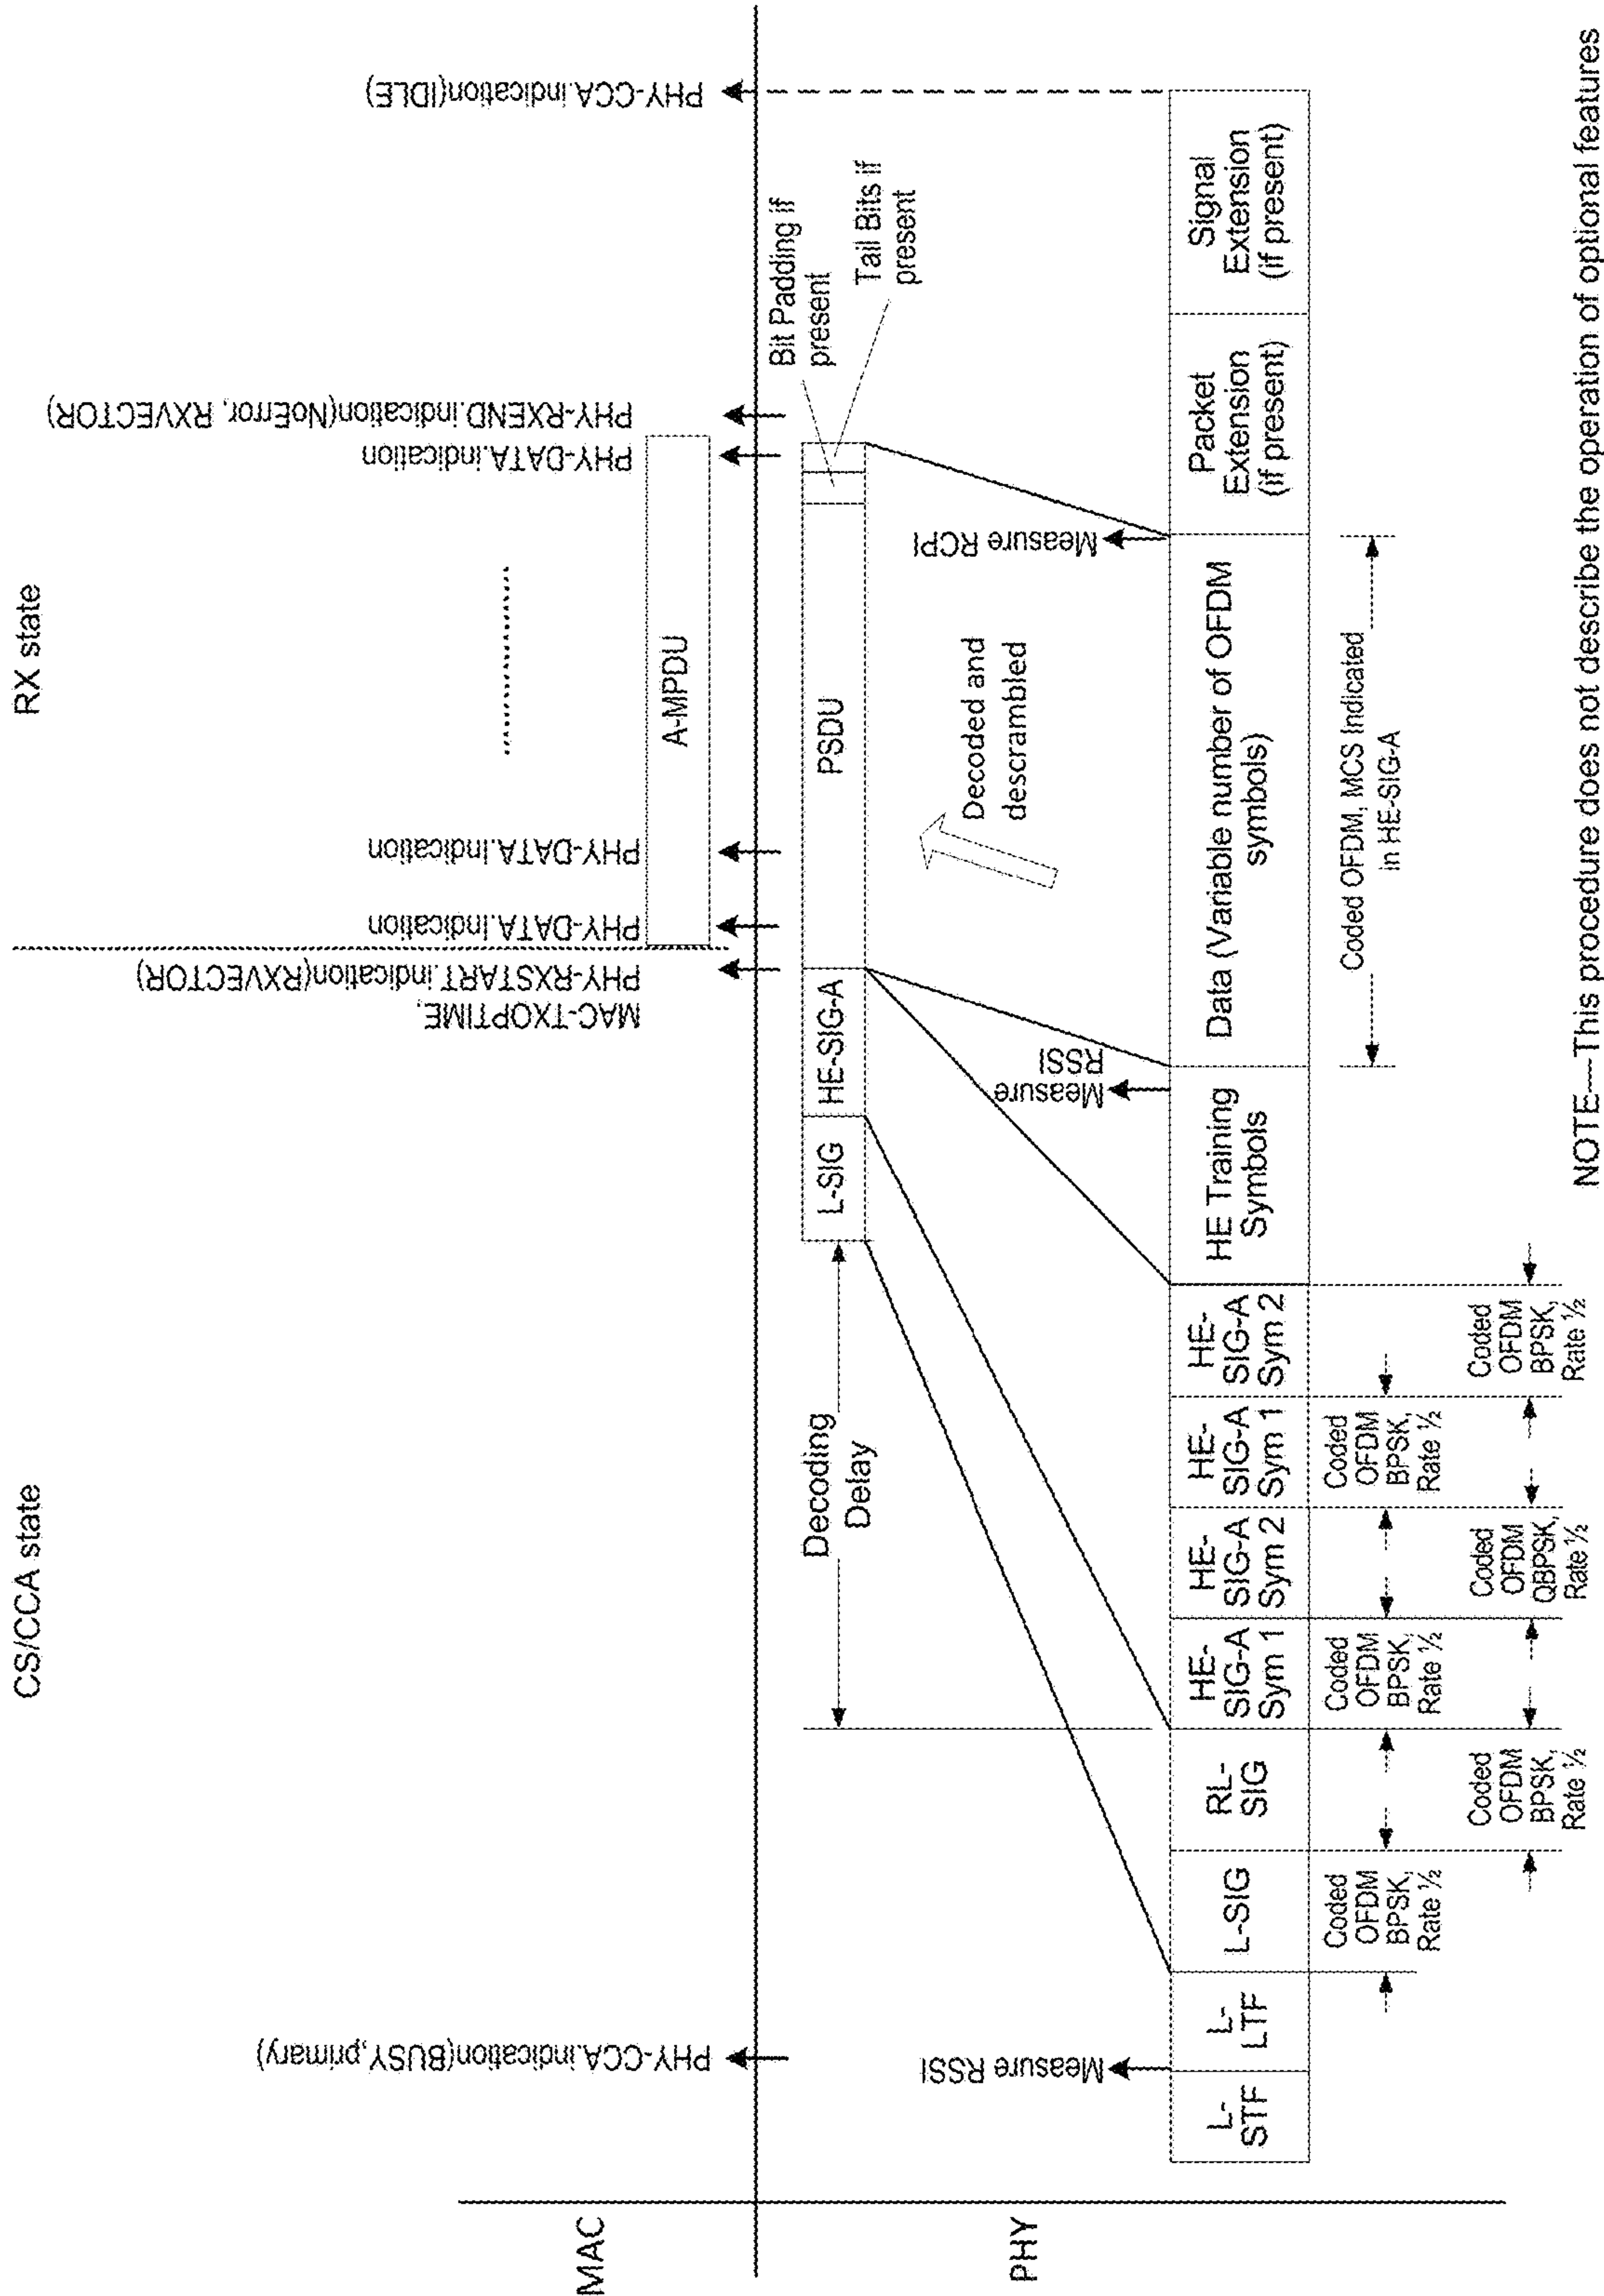 CS/CCA state
RX state
MAC
PHY-CCA.indication(BUSY,primary)
MAC-TXOPTIME,
PHY-RXSTART.indication(RXVECTOR)
PHY-DATA.Indication
PHY-DATA.Indication
PHY-DATA.indication
PHY-RXEND.indication(NoError, RXVECTOR)
PHY-CCA.indication(IDLE)
A-MPDU
PHY
Decoding
Delay
L-SIG
HE-SIG-A
PSDU
Bit Padding if
present
Tail Bits if
present
Decoded and
descrambled
Measure RSSI
Measure
RSSI
Measure RCPI
L-
STF
L-
LTF
L-SIG
RL-
SIG
HE-
SIG-A
Sym 1
HE-
SIG-A
Sym 2
HE-
SIG-A
Sym 1
HE-
SIG-A
Sym 2
HE Training
Symbols
Data (Variable number of OFDM
symbols)
Packet
Extension
(if present)
Signal
Extension
(if present)
Coded
OFDM
BPSK,
Rate ½
Coded
OFDM
BPSK,
Rate ½
Coded
OFDM
BPSK,
Rate ½
Coded OFDM, MCS Indicated
in HE-SIG-A
Coded
OFDM
BPSK,
Rate ½
Coded
OFDM
QBPSK,
Rate ½
Coded
OFDM
BPSK,
Rate ½
NOTE—This procedure does not describe the operation of optional features